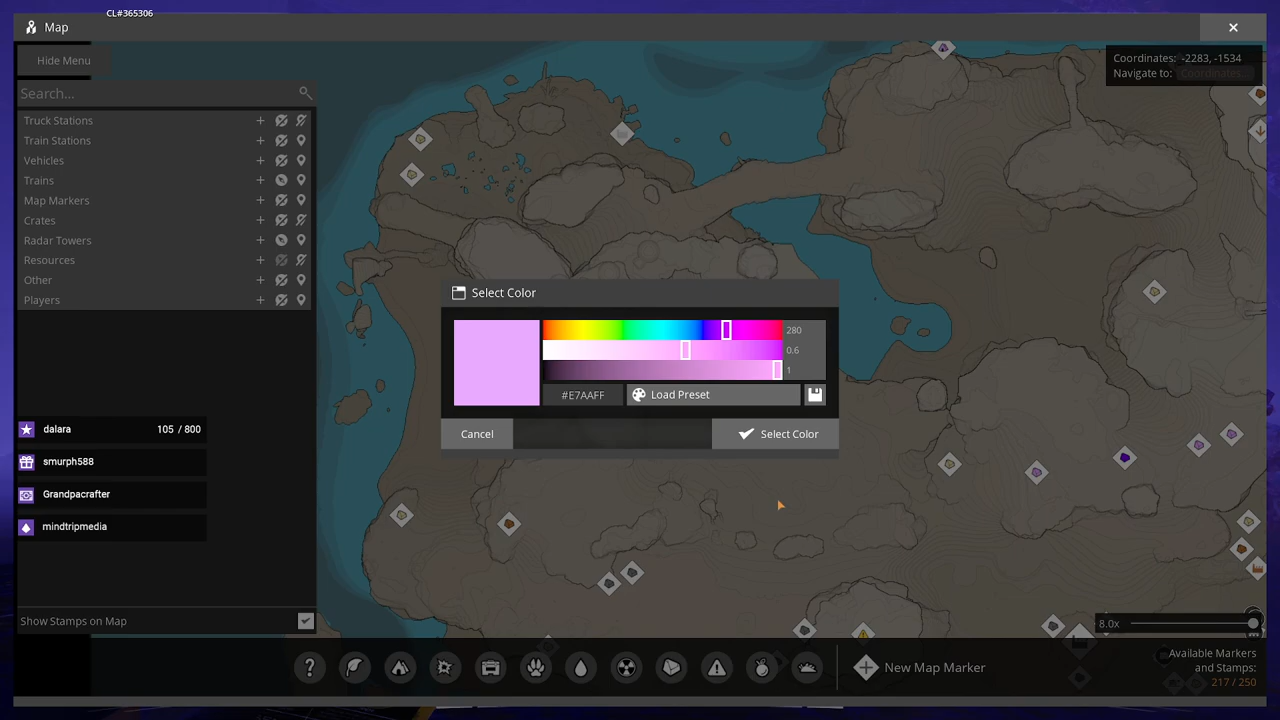 CL#365306
Map
Hide Menu
Coordinates: -2283, -1534
Navigate to: Coordinates...
Search...
Truck Stations
Train Stations
Vehicles
Trains
Map Markers
Crates
Radar Towers
Resources
Other
Players
Select Color
280
0.6
1
#E7AAFF
Load Preset
Cancel
Select Color
dalara 105 / 800
smurph588
Grandpacrafter
mindtripmedia
Show Stamps on Map
8.0x
New Map Marker
Available Markers
and Stamps:
217 / 250